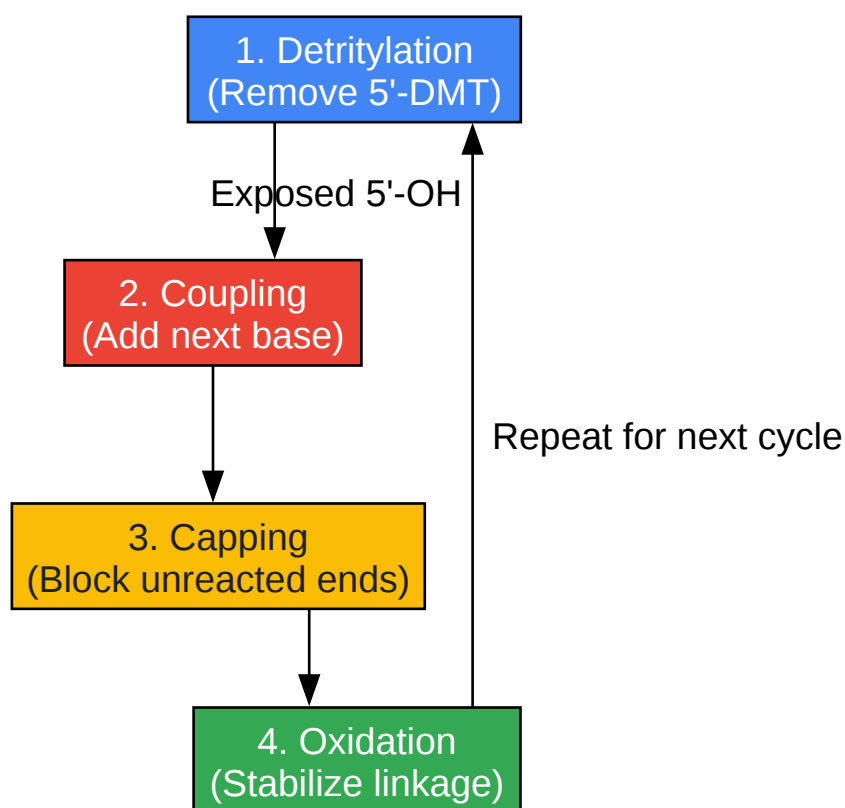 1. Detritylation
(Remove 5'-DMT)
Exposed 5'-OH
2. Coupling
(Add next base)
Repeat for next cycle
3. Capping
(Block unreacted ends)
4. Oxidation
(Stabilize linkage)